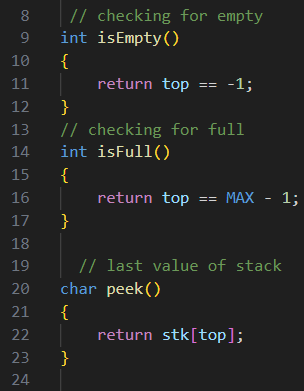 8 // checking for empty
9 int isEmpty()
10 {
11 return top == -1;
12 }
13 // checking for full
14 int isFull()
15 {
16 return top == MAX - 1;
17 }
18
19 // last value of stack
20 char peek()
21 {
22 return stk[top];
23 }
24